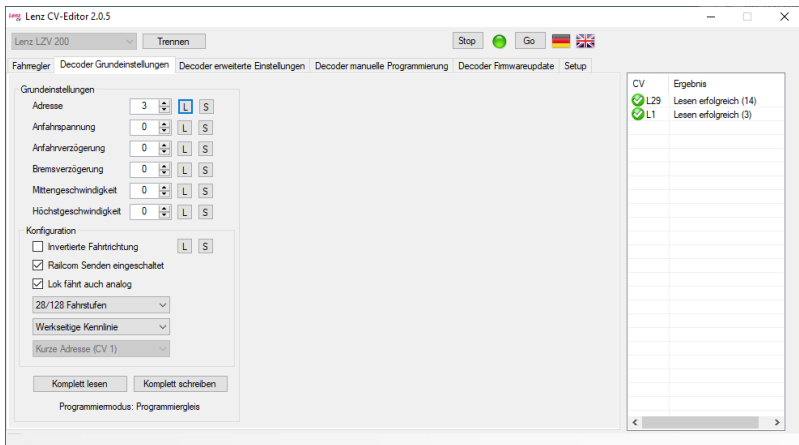 Lenz CV-Editor 2.0.5
Lenz LZV 200 Trennen Stop Go
Fahrregler Decoder Grundeinstellungen Decoder erweiterte Einstellungen Decoder manuelle Programmierung Decoder Firmwareupdate Setup
Grundeinstellungen
Adresse 3 L S
Anfahrspannung 0 L S
Anfahrverzögerung 0 L S
Bremsverzögerung 0 L S
Mittengeschwindigkeit 0 L S
Höchstgeschwindigkeit 0 L S
Konfiguration
Invertierte Fahrtrichtung L S
Railcom Senden eingeschaltet
Lok fährt auch analog
28/128 Fahrstufen
Werkseitige Kennlinie
Kurze Adresse (CV 1)
Komplett lesen Komplett schreiben
Programmiermodus: Programmiergleis
CV Ergebnis
L29 Lesen erfolgreich (14)
L1 Lesen erfolgreich (3)